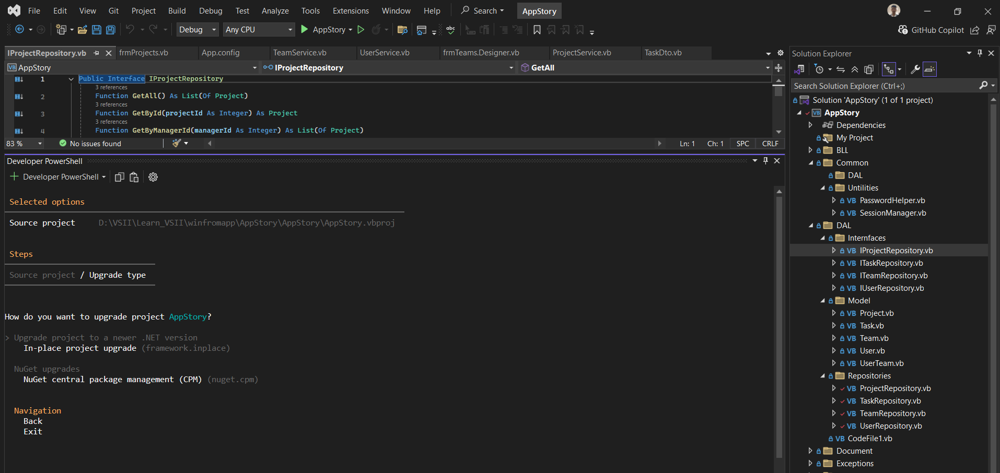 File Edit View Git Project Build Debug Test Analyze Tools Extensions Window Help Search AppStory
Debug Any CPU AppStory GitHub Copilot
IProjectRepository.vb frmProjects.vb App.config TeamService.vb UserService.vb frmTeams.Designer.vb ProjectService.vb TaskDto.vb
VB AppStory IProjectRepository GetAll
1 Public Interface IProjectRepository
3 references
2 Function GetAll() As List(Of Project)
3 references
3 Function GetById(projectId As Integer) As Project
3 references
4 Function GetByManagerId(managerId As Integer) As List(Of Project)
83 % No issues found Ln: 1 Ch: 1 SPC CRLF
Developer PowerShell
Developer PowerShell
Selected options
Source project D:\VSII\Learn_VSII\winfromapp\AppStory\AppStory\AppStory.vbproj
Steps
Source project / Upgrade type
How do you want to upgrade project AppStory?
> Upgrade project to a newer .NET version
In-place project upgrade (framework.inplace)
NuGet upgrades
NuGet central package management (CPM) (nuget.cpm)
Navigation
Back
Exit
Solution Explorer
Search Solution Explorer (Ctrl+;)
Solution 'AppStory' (1 of 1 project)
VB AppStory
Dependencies
My Project
BLL
Common
DAL
Untilities
VB PasswordHelper.vb
VB SessionManager.vb
DAL
Internfaces
VB IProjectRepository.vb
VB ITaskRepository.vb
VB ITeamRepository.vb
VB IUserRepository.vb
Model
VB Project.vb
VB Task.vb
VB Team.vb
VB User.vb
VB UserTeam.vb
Repositories
VB ProjectRepository.vb
VB TaskRepository.vb
VB TeamRepository.vb
VB UserRepository.vb
VB CodeFile1.vb
Document
Exceptions